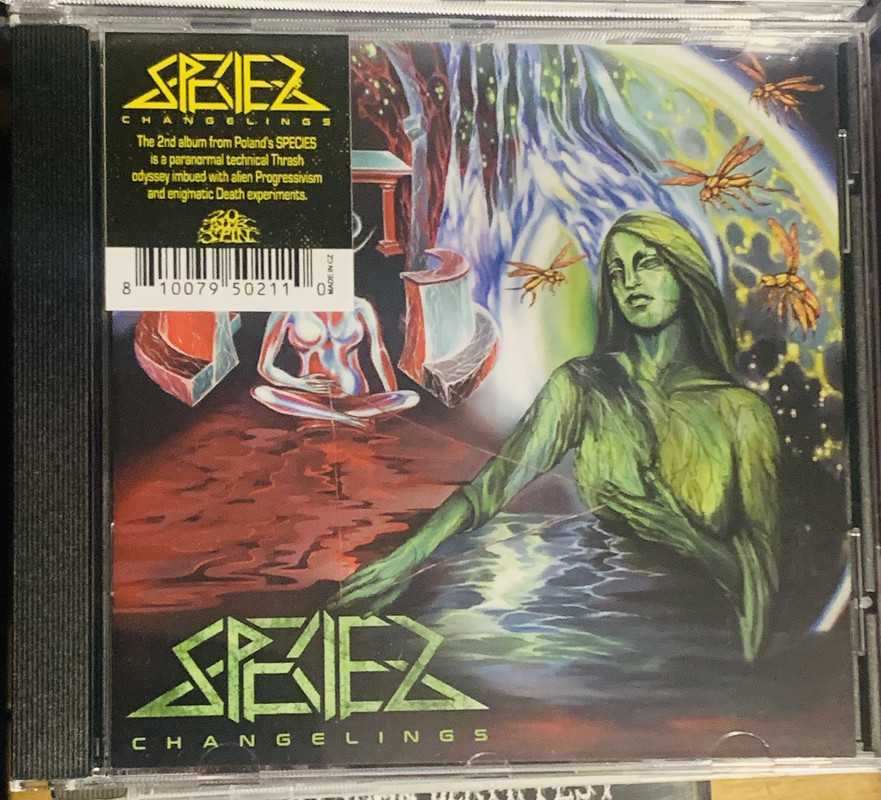 SPECIES
CHANGELINGS
The 2nd album from Poland's SPECIES
is a paranormal technical Thrash
odyssey imbued with alien Progressivism
and enigmatic Death experiments.
20 BUCK SPIN
8 10079 50211 0
MADE IN CZ
SPECIES
CHANGELINGS